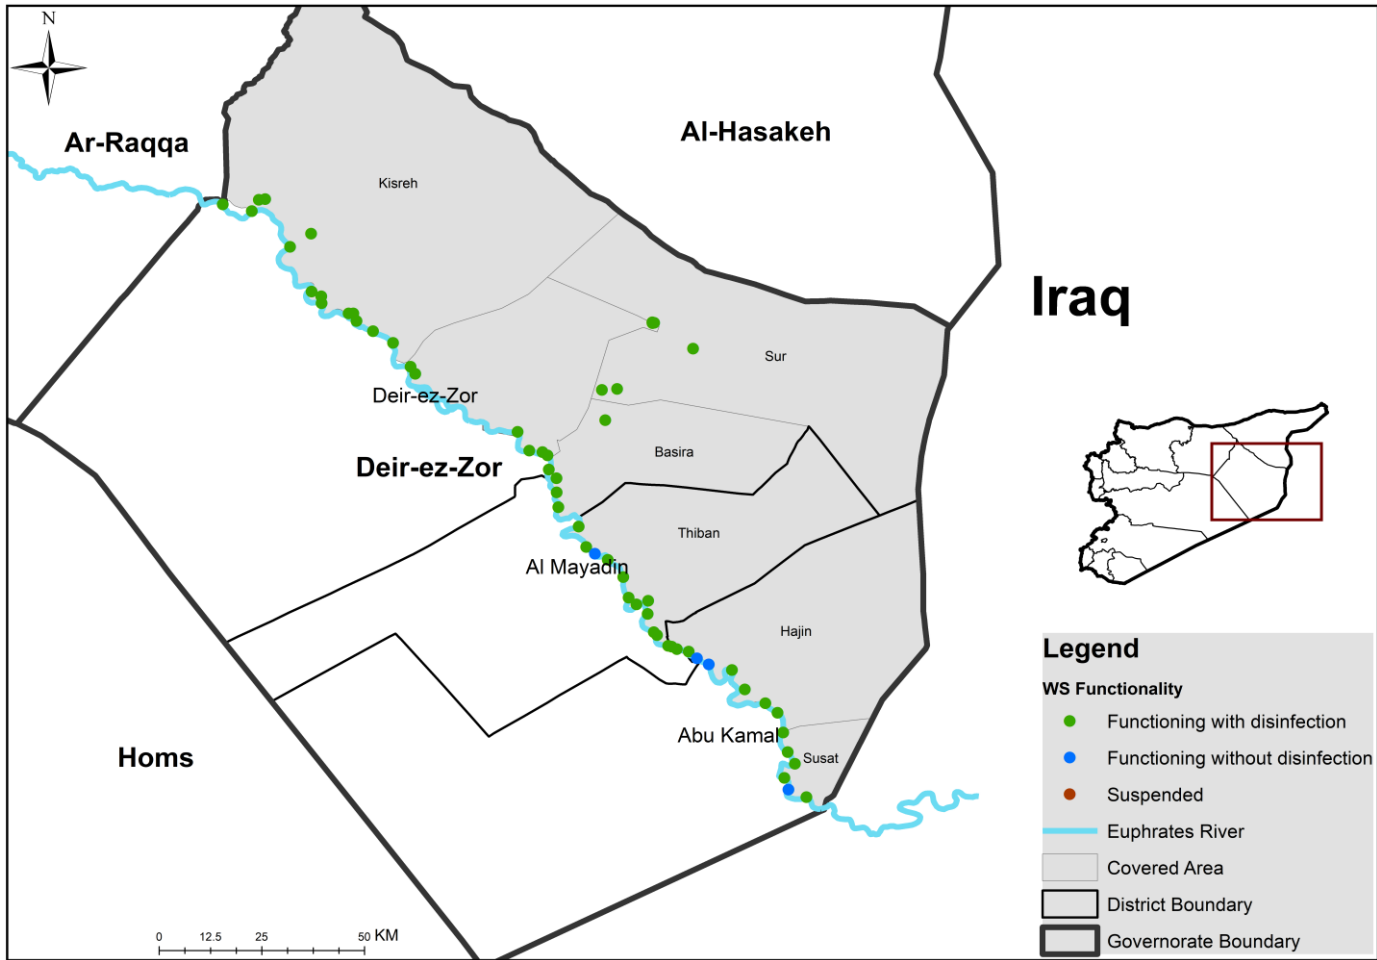 N
Ar-Raqqa
Al-Hasakeh
Kisreh
Iraq
Sur
Deir-ez-Zor
Basira
Deir-ez-Zor
Thiban
Al Mayadin
Hajin
Abu Kamal
Susat
Homs
0 12.5 25 50 KM
Legend
WS Functionality
Functioning with disinfection
Functioning without disinfection
Suspended
Euphrates River
Covered Area
District Boundary
Governorate Boundary